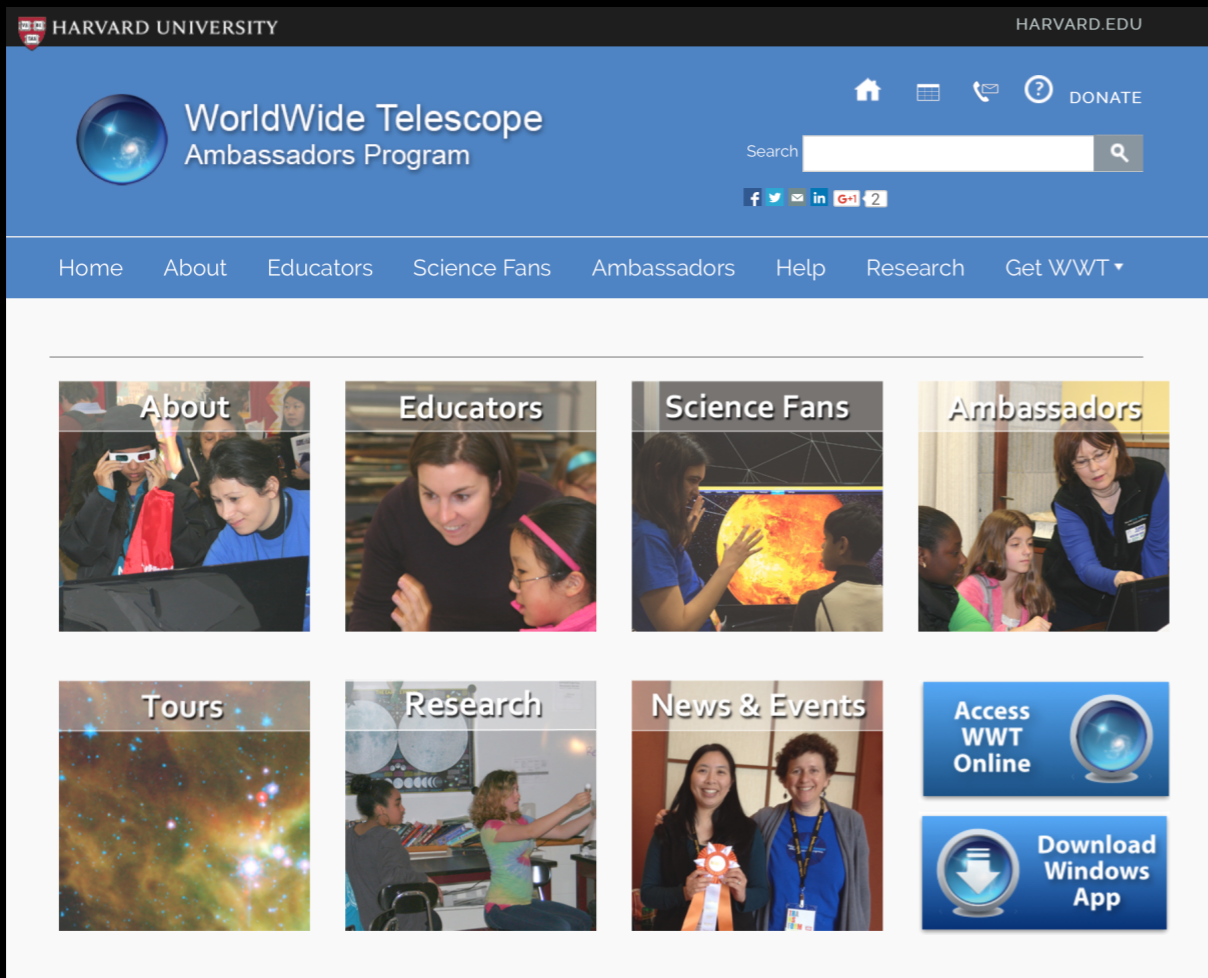 HARVARD UNIVERSITY
HARVARD.EDU
WorldWide Telescope
Ambassadors Program
DONATE
Search
G+1 2
Home About Educators Science Fans Ambassadors Help Research Get WWT
About
Educators
Science Fans
Ambassadors
Tours
Research
News & Events
Access
WWT
Online
Download
Windows
App